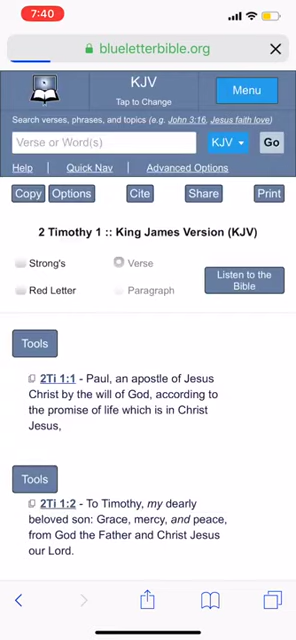 7:40
blueletterbible.org
KJV
Tap to Change
Menu
Search verses, phrases, and topics (e.g. John 3:16, Jesus faith love)
Verse or Word(s)
KJV
Go
Help | Quick Nav | Advanced Options
Copy Options Cite Share Print
2 Timothy 1 :: King James Version (KJV)
Strong's Verse
Red Letter Paragraph
Listen to the
Bible
Tools
2Ti 1:1 - Paul, an apostle of Jesus
Christ by the will of God, according to
the promise of life which is in Christ
Jesus,
Tools
2Ti 1:2 - To Timothy, my dearly
beloved son: Grace, mercy, and peace,
from God the Father and Christ Jesus
our Lord.